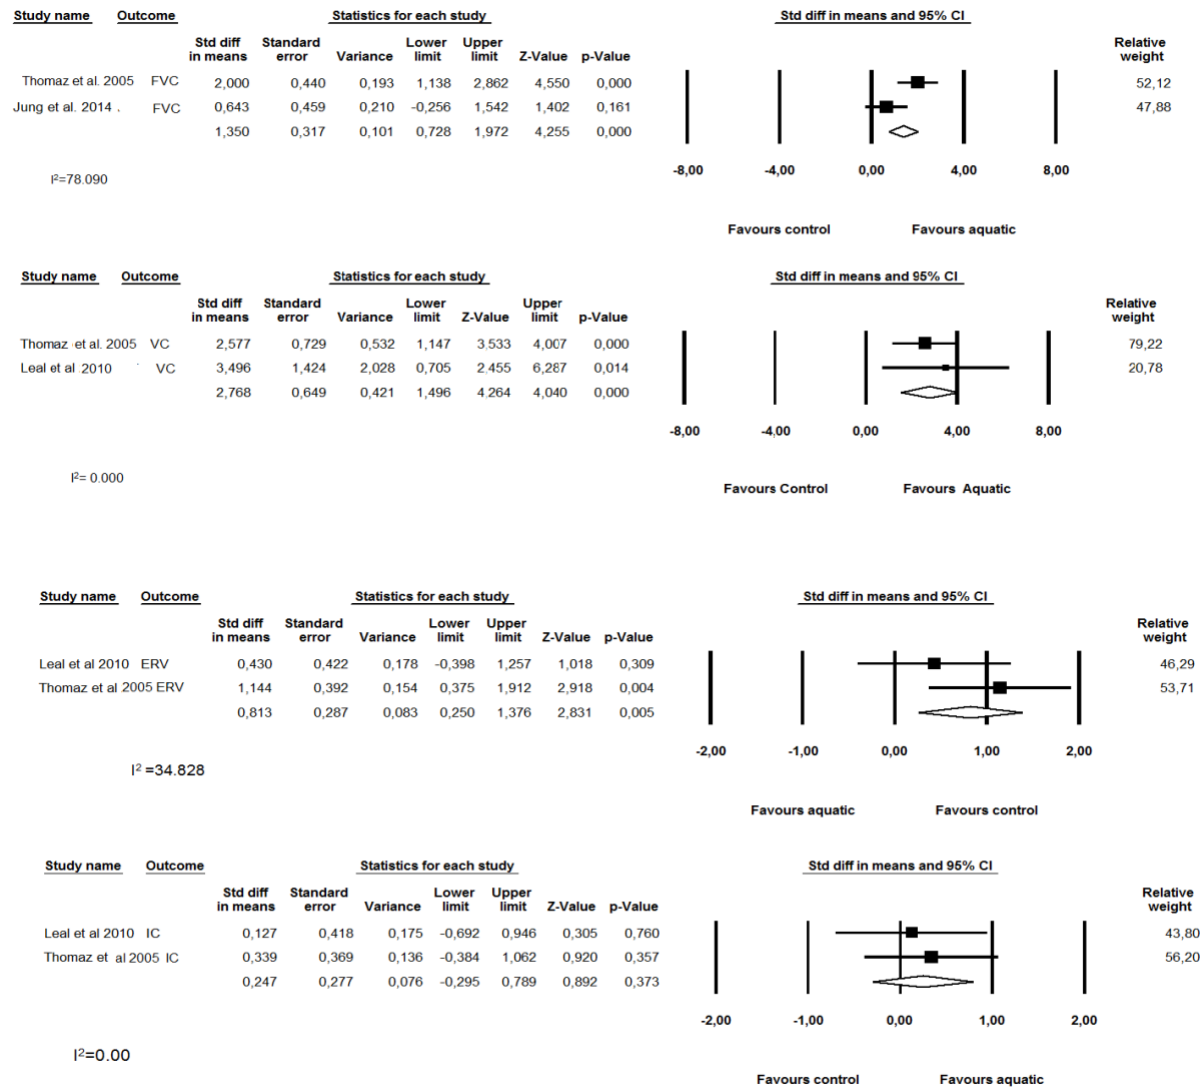 Study name Outcome Statistics for each study Std diff in means and 95% CI
Std diff Standard Lower Upper Relative
in means error Variance limit limit Z-Value p-Value weight
Thomaz et al. 2005 FVC 2,000 0,440 0,193 1,138 2,862 4,550 0,000 52,12
Jung et al. 2014 . FVC 0,643 0,459 0,210 -0,256 1,542 1,402 0,161 47,88
1,350 0,317 0,101 0,728 1,972 4,255 0,000
-8,00 -4,00 0,00 4,00 8,00
I²=78.090
Favours control Favours aquatic
Study name Outcome Statistics for each study Std diff in means and 95% CI
Std diff Standard Lower Upper Relative
in means error Variance limit Z-Value limit p-Value weight
Thomaz et al. 2005 VC 2,577 0,729 0,532 1,147 3.533 4,007 0,000 79,22
Leal et al. 2010 VC 3,496 1,424 2,028 0,705 2.455 6,287 0,014 20,78
2,768 0,649 0,421 1,496 4.264 4,040 0,000
-8,00 -4,00 0,00 4,00 8,00
I²= 0.000
Favours Control Favours Aquatic
Study name Outcome Statistics for each study Std diff in means and 95% CI
Std diff Standard Lower Upper Relative
in means error Variance limit limit Z-Value p-Value weight
Leal et al 2010 ERV 0,430 0,422 0,178 -0,398 1,257 1,018 0,309 46,29
Thomaz et al 2005 ERV 1,144 0,392 0,154 0,375 1,912 2,918 0,004 53,71
0,813 0,287 0,083 0,250 1,376 2,831 0,005
-2,00 -1,00 0,00 1,00 2,00
I² =34.828
Favours aquatic Favours control
Study name Outcome Statistics for each study Std diff in means and 95% CI
Std diff Standard Lower Upper Relative
in means error Variance limit limit Z-Value p-Value weight
Leal et al 2010 IC 0,127 0,418 0,175 -0,692 0,946 0,305 0,760 43,80
Thomaz et al 2005 IC 0,339 0,369 0,136 -0,384 1,062 0,920 0,357 56,20
0,247 0,277 0,076 -0,295 0,789 0,892 0,373
-2,00 -1,00 0,00 1,00 2,00
I²=0.00
Favours control Favours aquatic